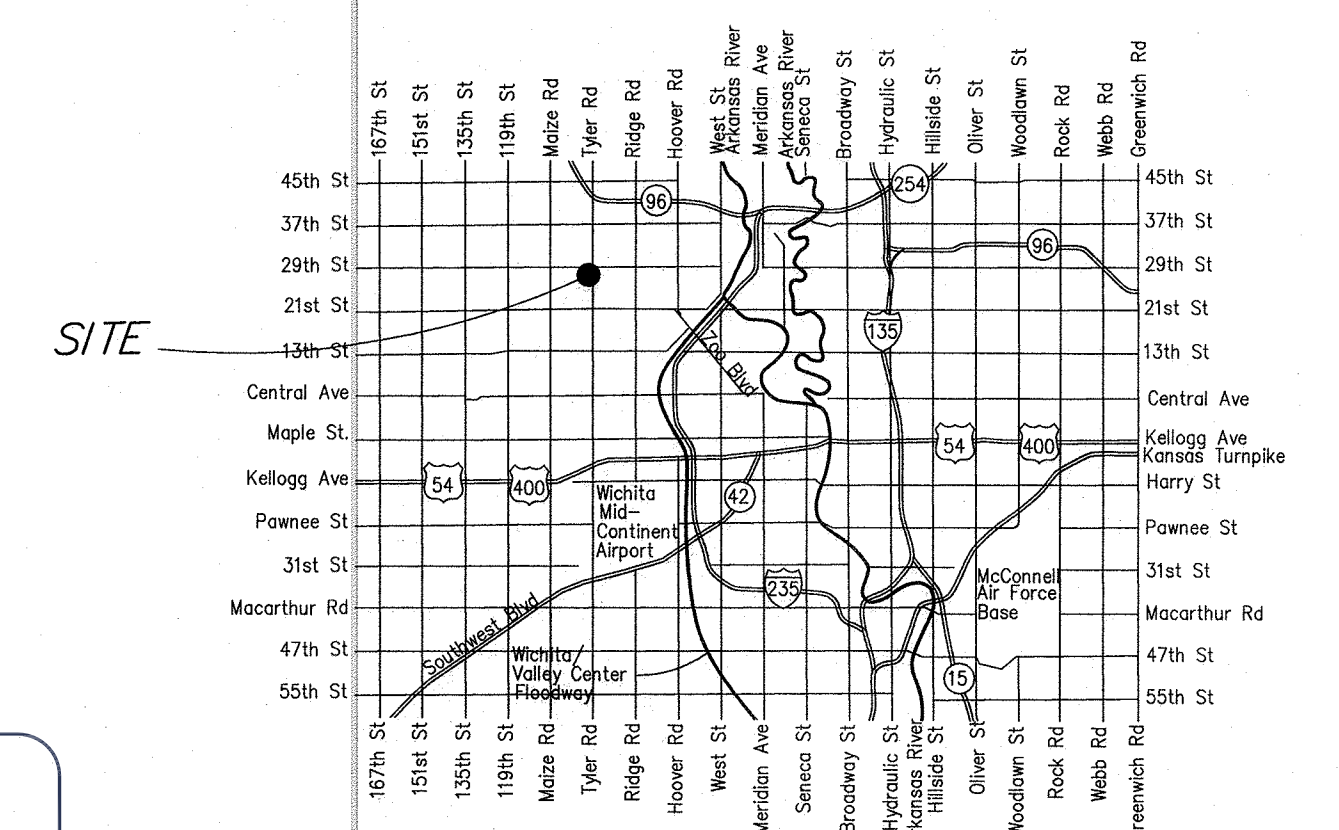 167th St
151st St
135th St
119th St
Maize Rd
Tyler Rd
Ridge Rd
Hoover Rd
West St
Arkansas River
Meridian Ave
Arkansas River
Seneca St
Broadway St
Hydraulic St
Hillside St
Oliver St
Woodlawn St
Rock Rd
Webb Rd
Greenwich Rd
45th St
254
45th St
96
37th St
37th St
96
29th St
29th St
21st St
21st St
SITE
135
13th St
Zoo Blvd
13th St
Central Ave
Central Ave
Maple St.
54
400
Kellogg Ave
Kansas Turnpike
Kellogg Ave
54
400
42
Harry St
Wichita
Mid-
Continent
Airport
Pawnee St
Pawnee St
31st St
31st St
235
McConnell
Air Force
Base
Macarthur Rd
Macarthur Rd
Southwest Blvd
47th St
47th St
Wichita/
Valley Center
Floodway
15
55th St
55th St
167th St
151st St
135th St
119th St
Maize Rd
Tyler Rd
Ridge Rd
Hoover Rd
West St
Meridian Ave
Seneca St
Broadway St
Hydraulic St
rkansas River
Hillside St
Oliver St
Woodlawn St
Rock Rd
Webb Rd
reenwich Rd